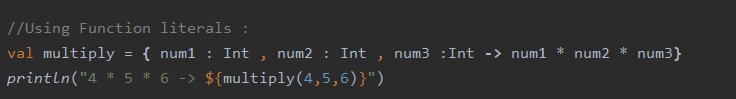 //Using Function literals :
val multiply = { num1 : Int , num2 : Int , num3 :Int -> num1 * num2 * num3}
println("4 * 5 * 6 -> ${multiply(4,5,6)}")